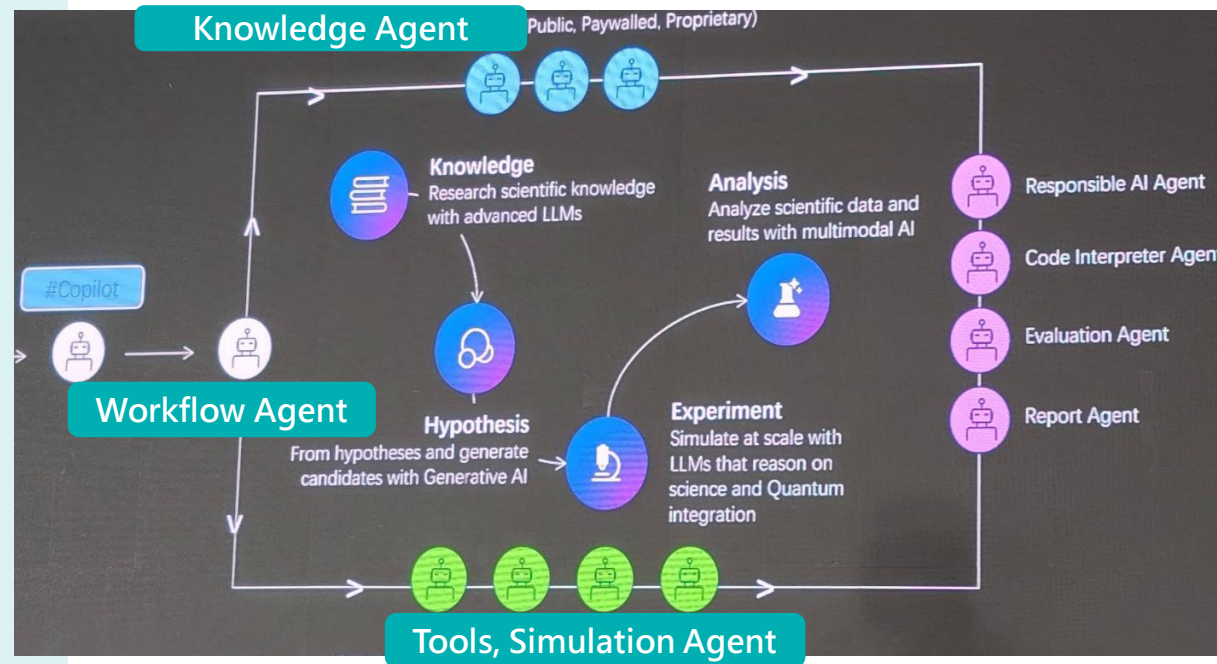 Knowledge Agent
Public, Paywalled, Proprietary)
Knowledge
Research scientific knowledge
with advanced LLMs
Analysis
Analyze scientific data and
results with multimodal AI
Responsible AI Agent
Code Interpreter Agent
Evaluation Agent
Report Agent
#Copilot
Workflow Agent
Hypothesis
From hypotheses and generate
candidates with Generative AI
Experiment
Simulate at scale with
LLMs that reason on
science and Quantum
integration
Tools, Simulation Agent